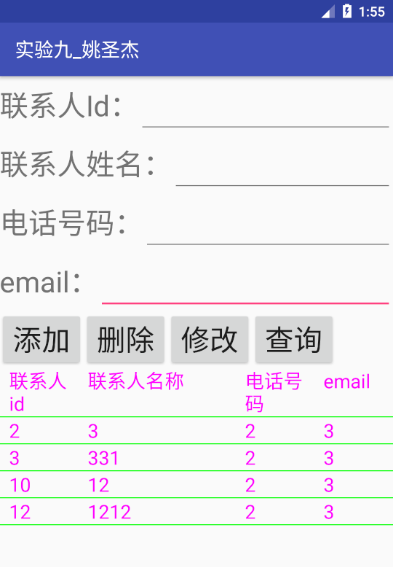 1:55
实验九_姚圣杰
联系人Id：
联系人姓名：
电话号码：
email：
添加 删除 修改 查询
联系人id 联系人名称 电话号码 email
2 3 2 3
3 331 2 3
10 12 2 3
12 1212 2 3